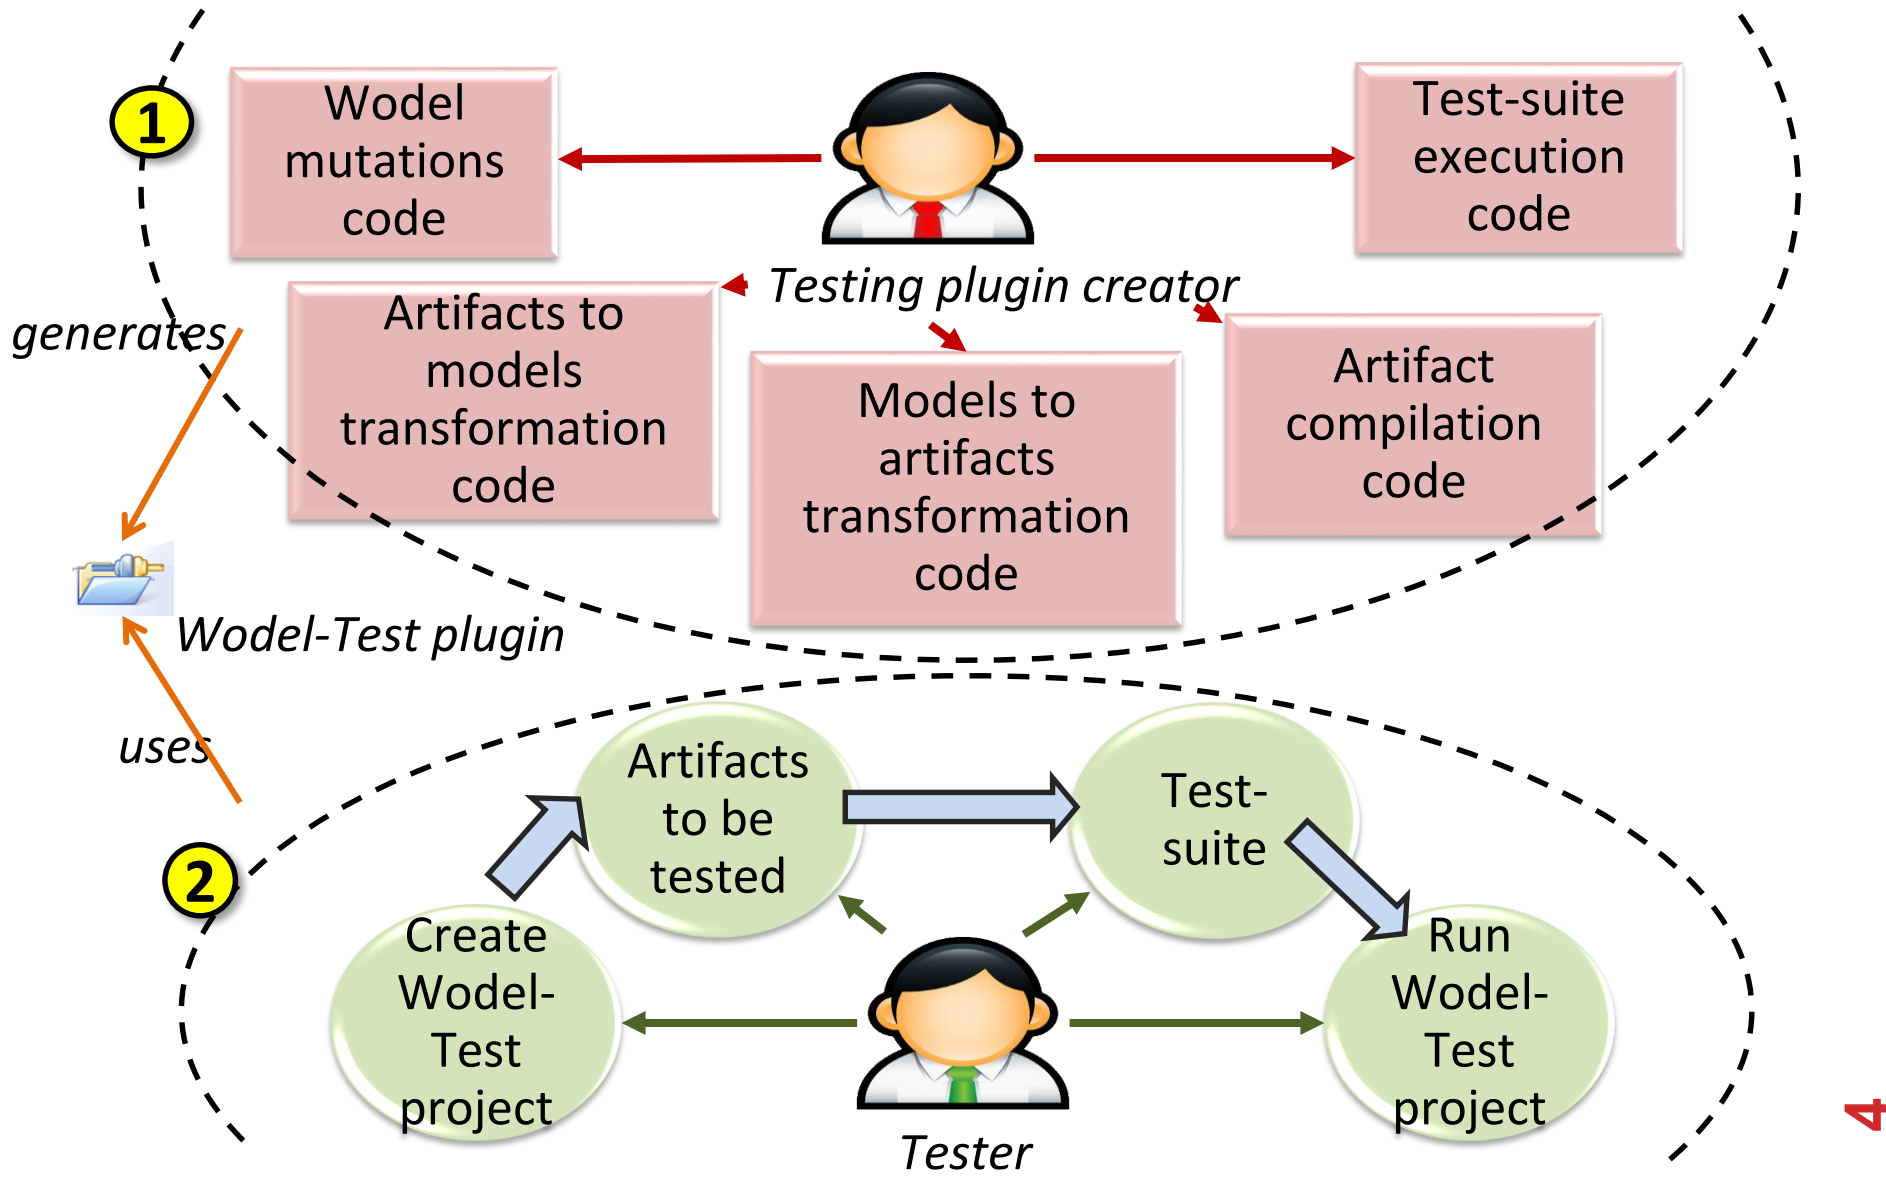 1
Wodel
mutations
code
Test-suite
execution
code
Testing plugin creator
generates
Artifacts to
models
transformation
code
Models to
artifacts
transformation
code
Artifact
compilation
code
Wodel-Test plugin
uses
2
Artifacts
to be
tested
Test-
suite
Create
Wodel-
Test
project
Run
Wodel-
Test
project
Tester
4